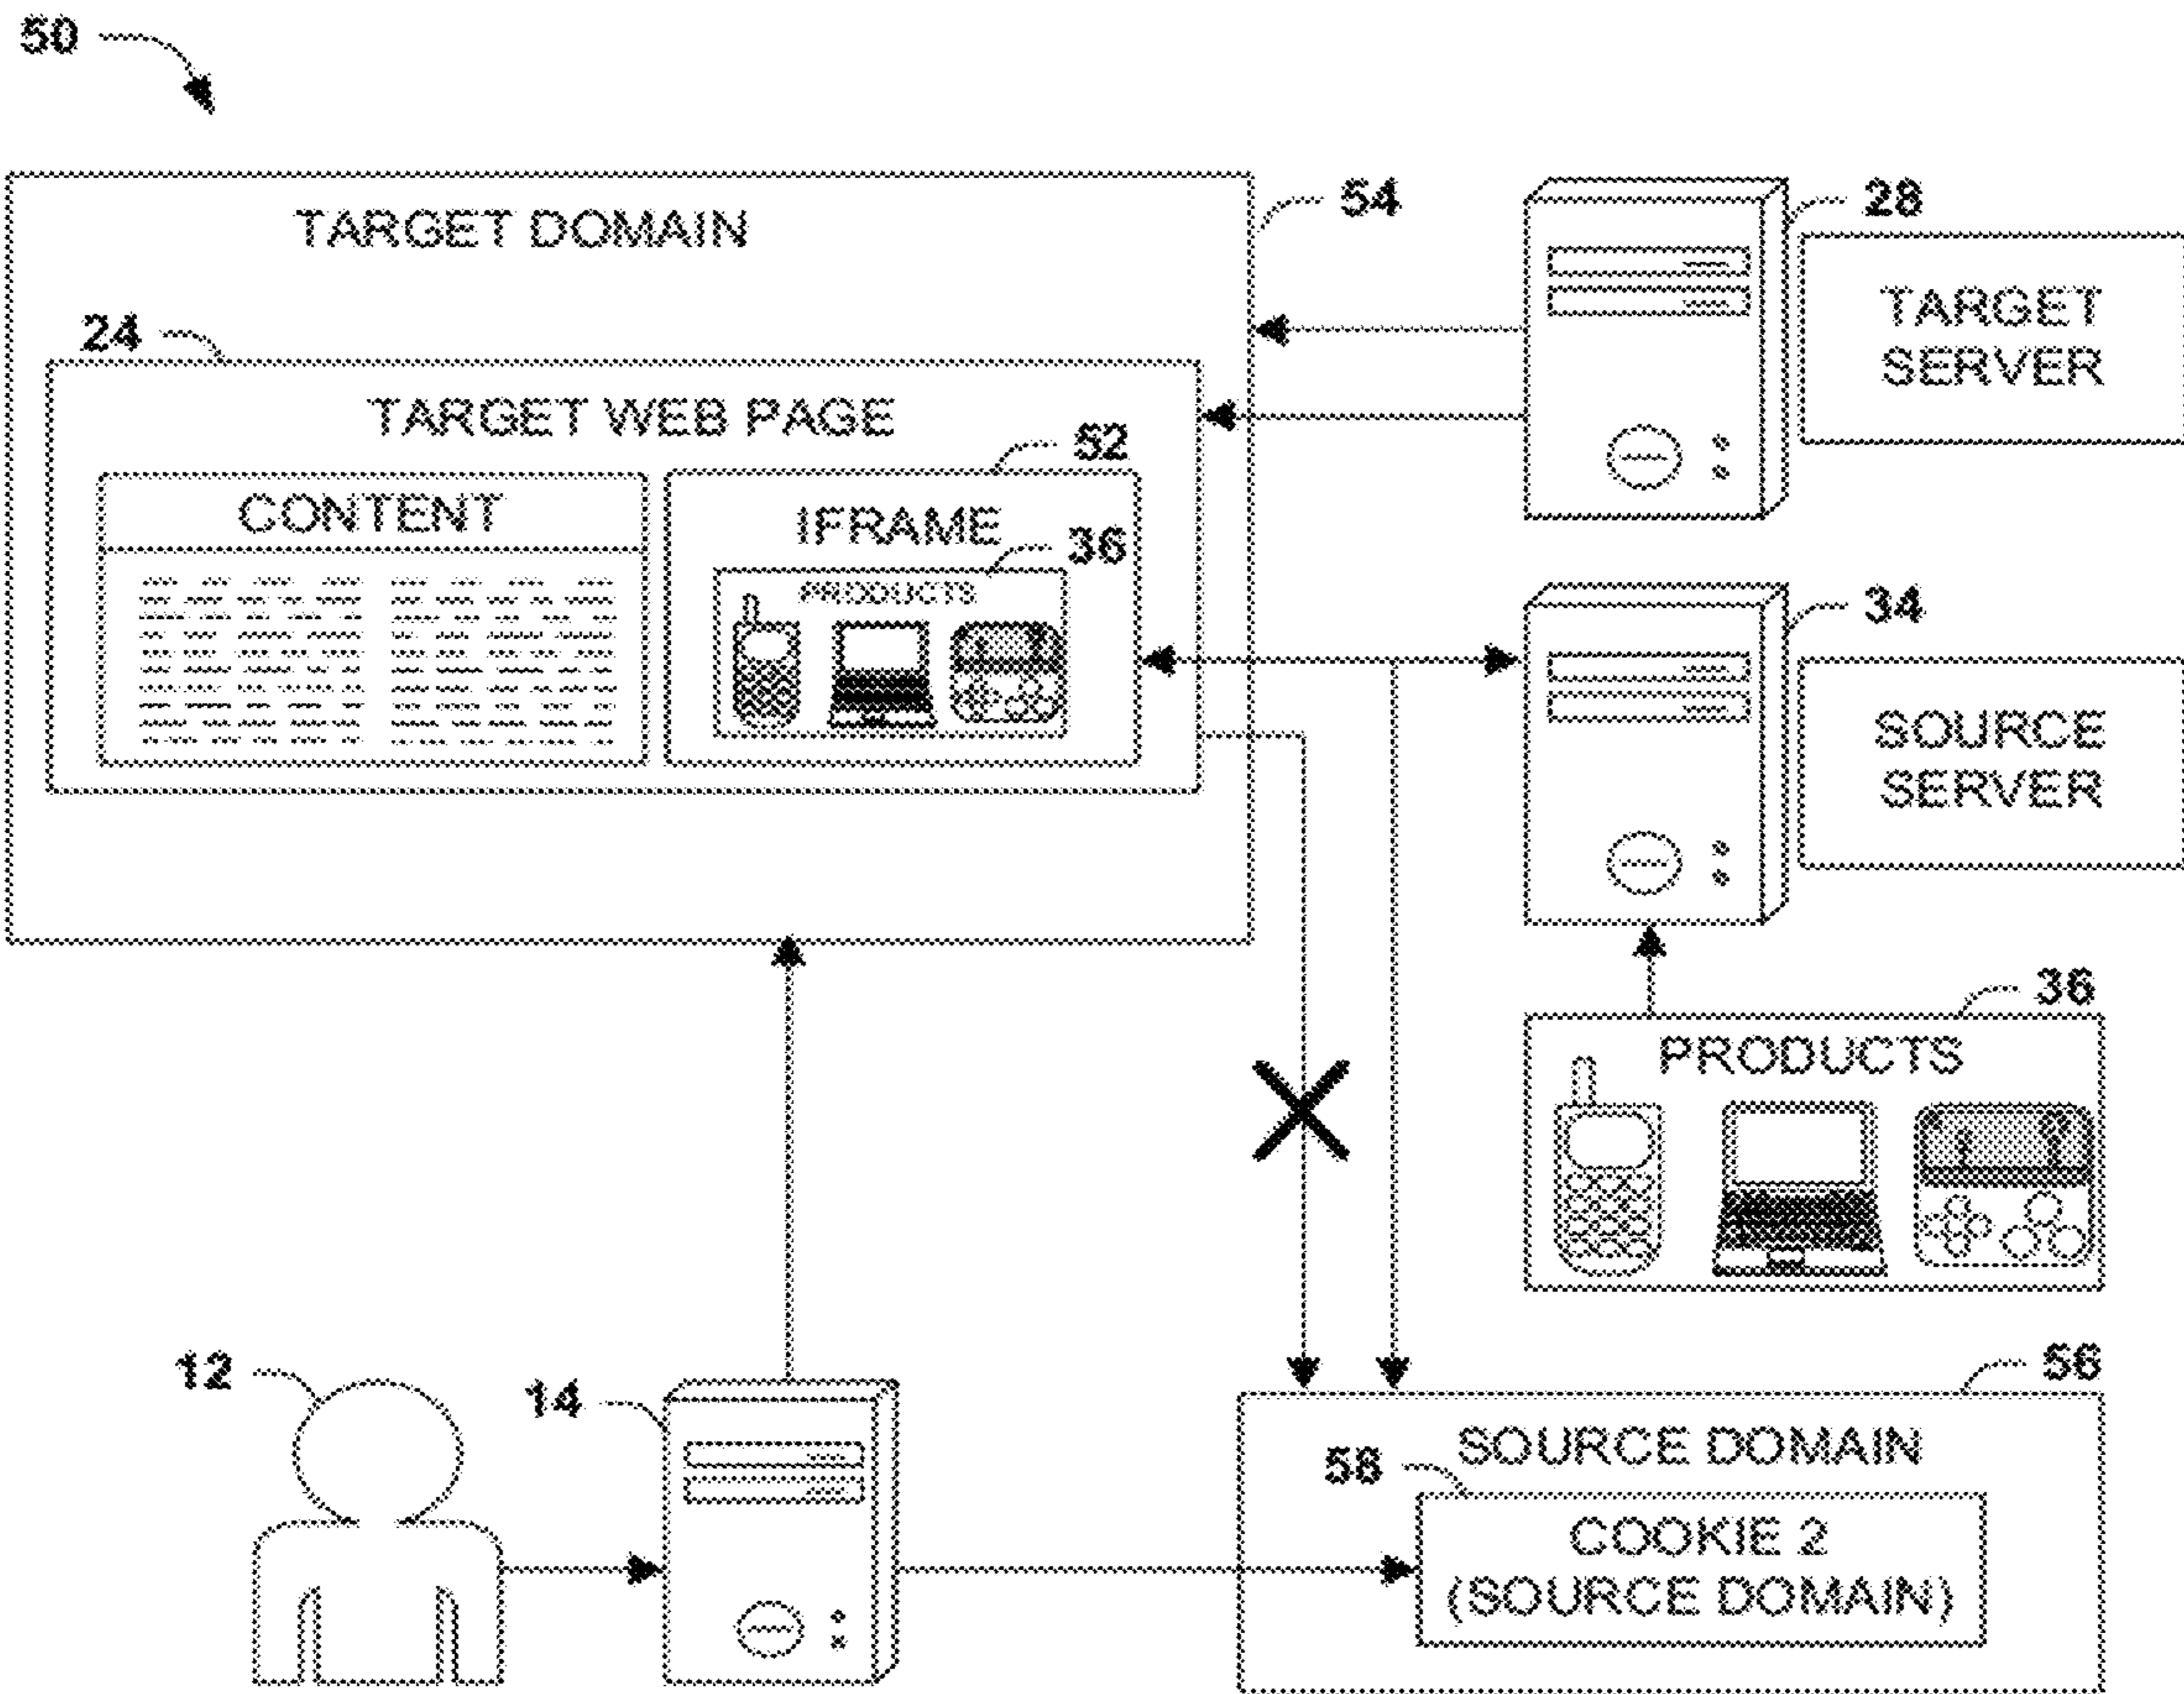 50
TARGET DOMAIN
54
28
TARGET
SERVER
24
TARGET WEB PAGE
52
CONTENT
IFRAME
36
PRODUCTS
34
SOURCE
SERVER
36
PRODUCTS
12
14
56
SOURCE DOMAIN
58
COOKIE 2
(SOURCE DOMAIN)